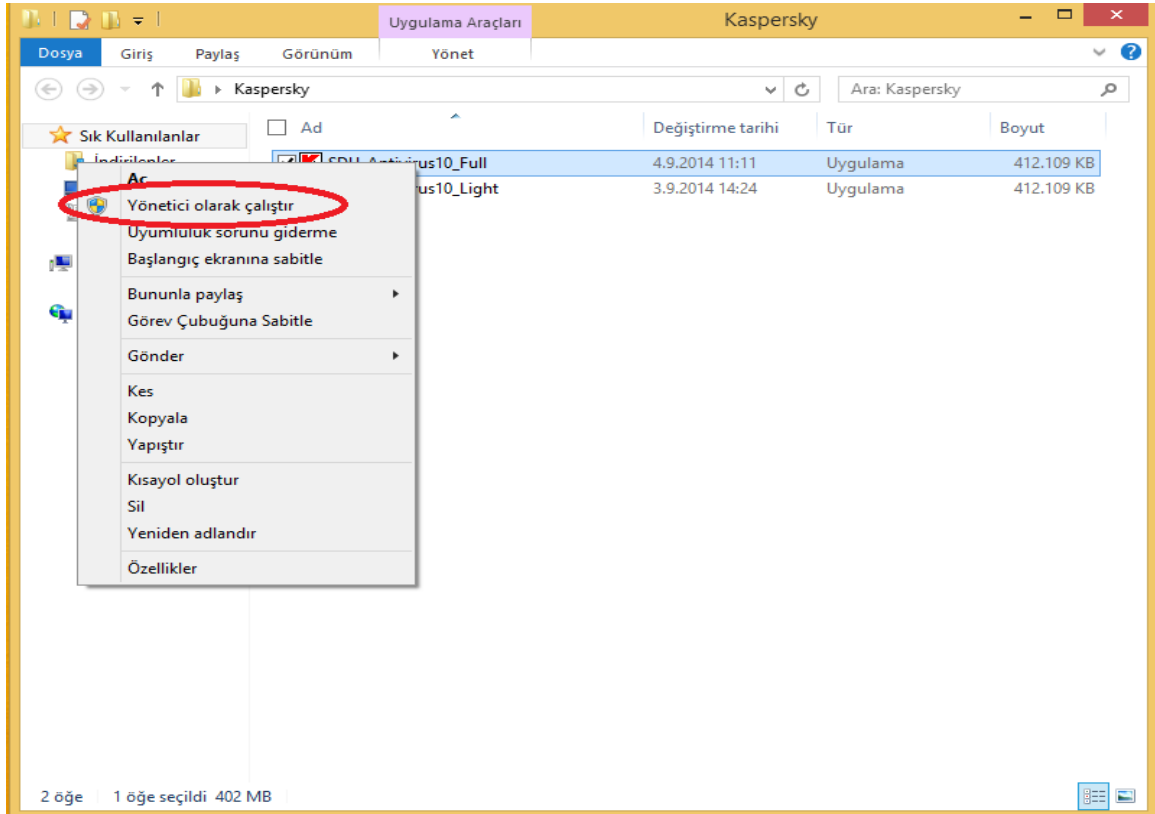 Uygulama Araçları
Kaspersky
Dosya Giriş Paylaş Görünüm Yönet
Kaspersky
Ara: Kaspersky
Sık Kullanılanlar
Ad Değiştirme tarihi Tür Boyut
İndirilenler
SDU_Antivirus10_Full 4.9.2014 11:11 Uygulama 412.109 KB
rus10_Light 3.9.2014 14:24 Uygulama 412.109 KB
Aç
Yönetici olarak çalıştır
Uyumluluk sorunu giderme
Başlangıç ekranına sabitle
Bununla paylaş
Görev Çubuğuna Sabitle
Gönder
Kes
Kopyala
Yapıştır
Kısayol oluştur
Sil
Yeniden adlandır
Özellikler
2 öğe 1 öğe seçildi 402 MB